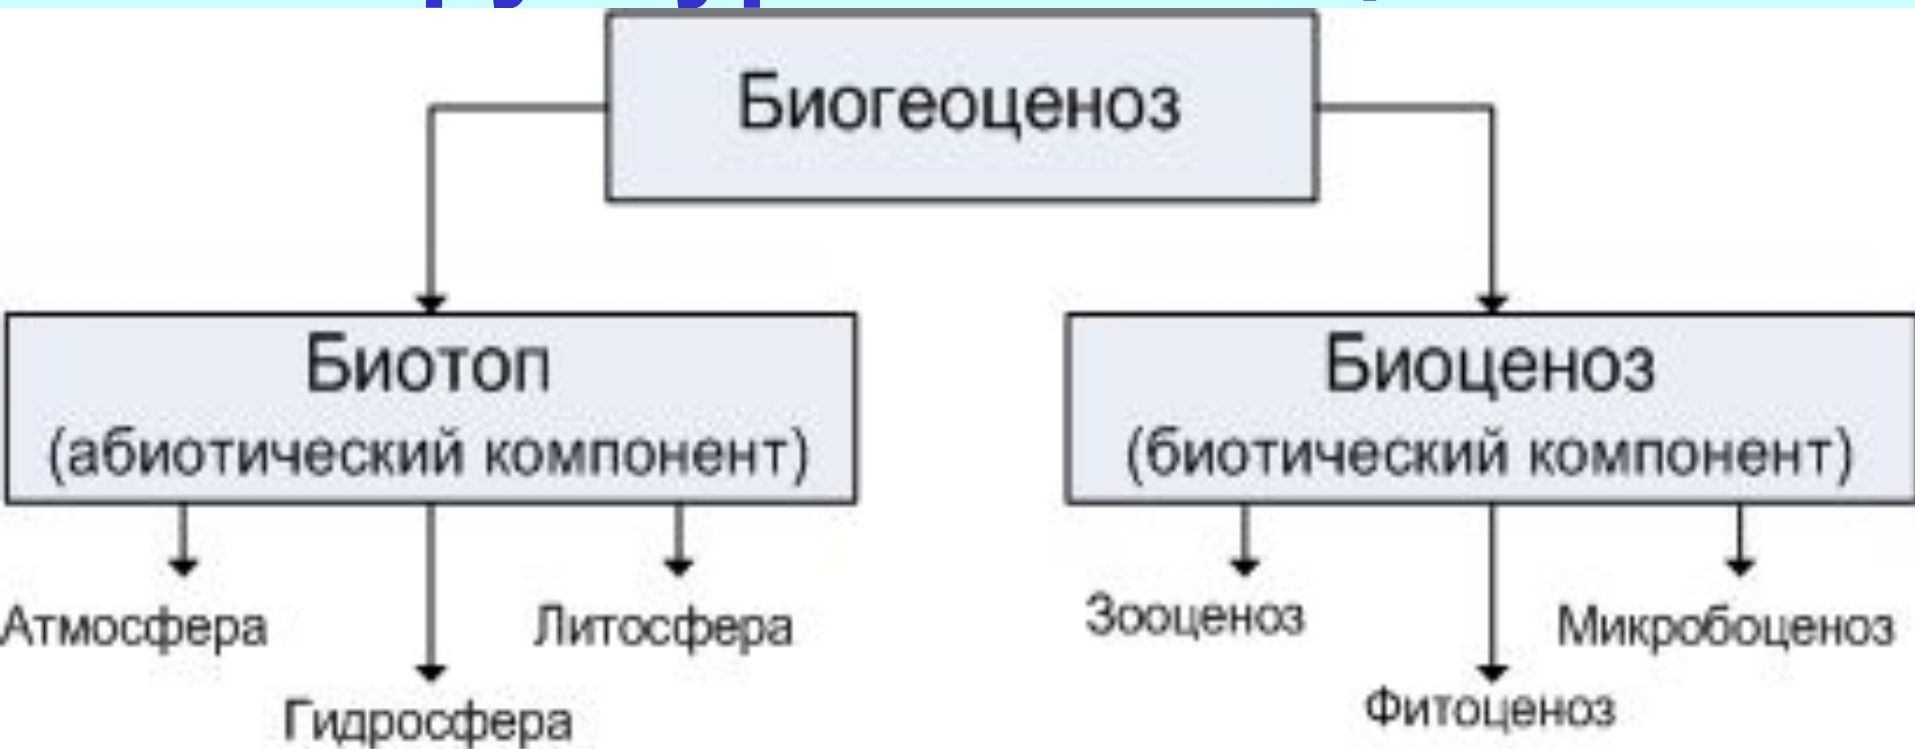 Биогеоценоз
Биотоп
(абиотический компонент)
Биоценоз
(биотический компонент)
Атмосфера
Гидросфера
Литосфера
Зооценоз
Фитоценоз
Микробоценоз